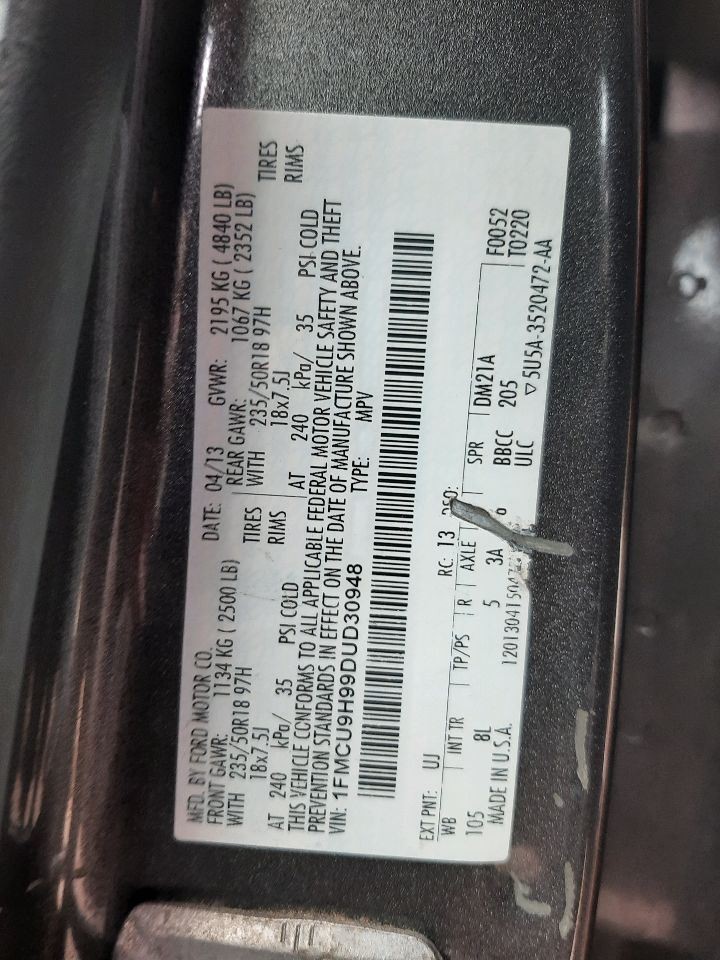 MFD. BY FORD MOTOR CO. DATE: 04/13 GVWR: 2195 KG ( 4840 LB)
FRONT GAWR: 1134 KG ( 2500 LB) REAR GAWR: 1067 KG ( 2352 LB)
WITH 235/50R18 97H TIRES WITH 235/50R18 97H TIRES
18x7.5J RIMS 18x7.5J RIMS
AT 240 kPa/ 35 PSI COLD AT 240 kPa/ 35 PSI COLD
THIS VEHICLE CONFORMS TO ALL APPLICABLE FEDERAL MOTOR VEHICLE SAFETY AND THEFT
PREVENTION STANDARDS IN EFFECT ON THE DATE OF MANUFACTURE SHOWN ABOVE.
VIN: 1FMCU9H99DUD30948 TYPE: MPV
EXT PNT: UJ RC: 13 DSO: F0052
WB INT TR TP/PS R AXLE SPR DM21A T0220
105 8L 5 3A BBCC 205
MADE IN U.S.A. 120130415047 ULC ▽5U5A-3520472-AA